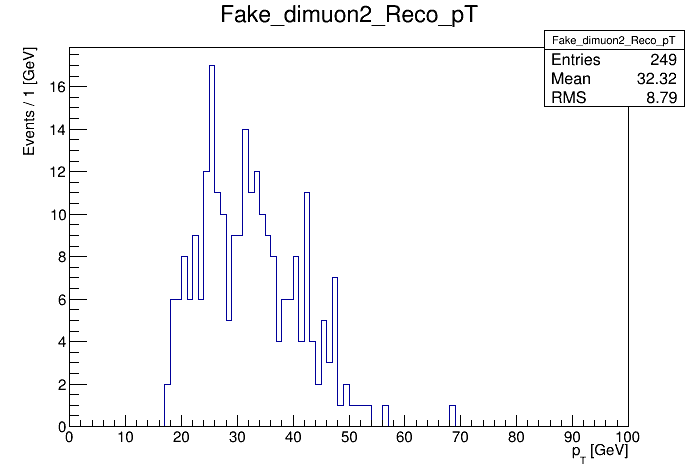 Fake_dimuon2_Reco_pT
Fake_dimuon2_Reco_pT
Entries 249
Mean 32.32
RMS 8.79
Events / 1 [GeV]
16
14
12
10
8
6
4
2
0
0 10 20 30 40 50 60 70 80 90 100
p_T [GeV]